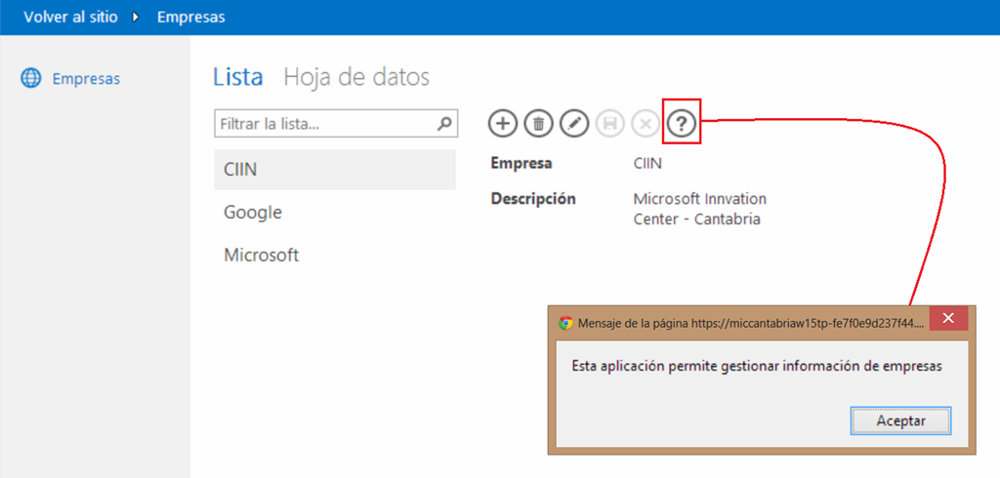 Volver al sitio Empresas
Empresas
Lista Hoja de datos
Filtrar la lista...
?
CIIN
Google
Microsoft
Empresa CIIN
Descripción Microsoft Innvation
Center - Cantabria
Mensaje de la página https://miccantabriaw15tp-fe7f0e9d237f44....
Esta aplicación permite gestionar información de empresas
Aceptar